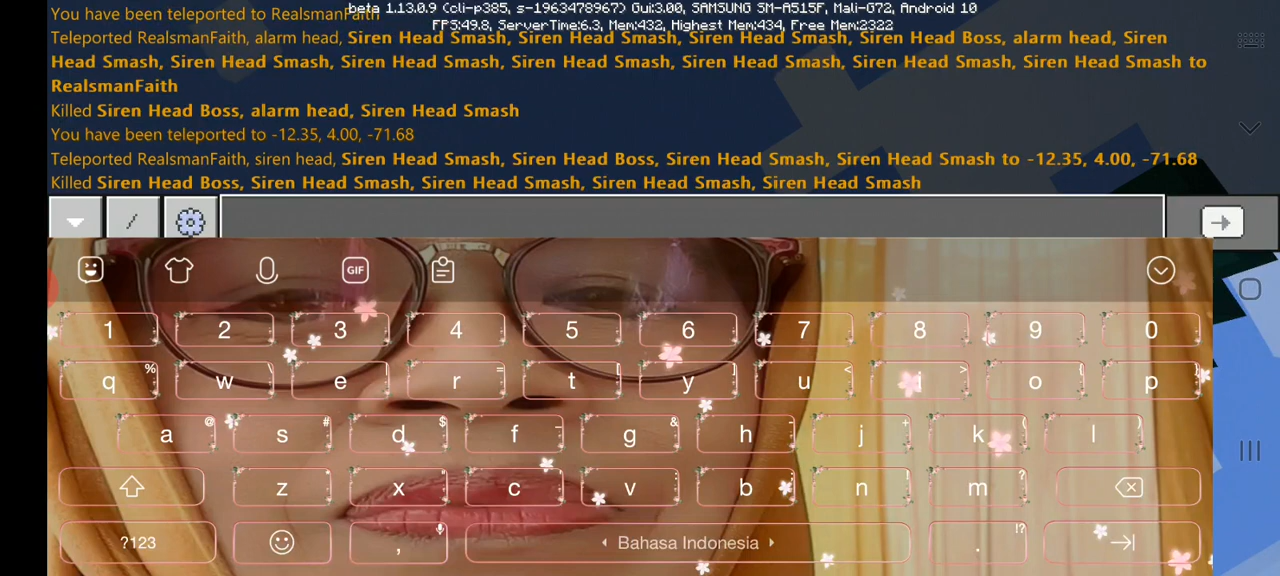 beta 1.13.0.9 (cli-p385, s-1963478967) Gui:3.00, SAMSUNG SM-A515F, Mali-G72, Android 10
You have been teleported to RealsmanFaith
FPS:49.8, ServerTime:6.3, Mem:432, Highest Mem:434, Free Mem:2322
Teleported RealsmanFaith, alarm head, Siren Head Smash, Siren Head Smash, Siren Head Smash, Siren Head Boss, alarm head, Siren
Head Smash, Siren Head Smash, Siren Head Smash, Siren Head Smash, Siren Head Smash, Siren Head Smash, Siren Head Smash to
RealsmanFaith
Killed Siren Head Boss, alarm head, Siren Head Smash
You have been teleported to -12.35, 4.00, -71.68
Teleported RealsmanFaith, siren head, Siren Head Smash, Siren Head Boss, Siren Head Smash, Siren Head Smash to -12.35, 4.00, -71.68
Killed Siren Head Boss, Siren Head Smash, Siren Head Smash, Siren Head Smash, Siren Head Smash
/
GIF
1 2 3 4 5 6 7 8 9 0
q % w \ e | r = t [ y ] u < i > o { p }
a @ s # d $ f _ g & h - j + k ( l )
z x " c ' v : b ; n ! m ?
?123 , Bahasa Indonesia . !?